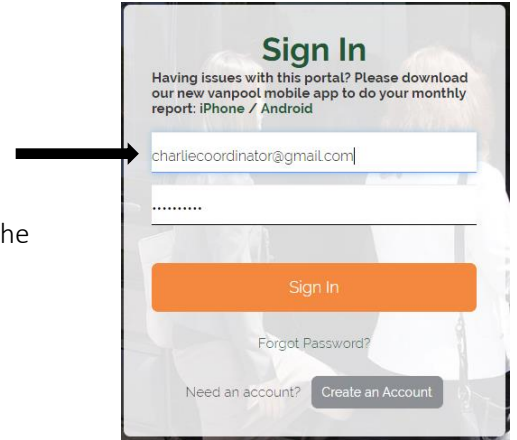 Sign In
Having issues with this portal? Please download
our new vanpool mobile app to do your monthly
report: iPhone / Android
charliecoordinator@gmail.com
..........
he
Sign In
Forgot Password?
Need an account? Create an Account